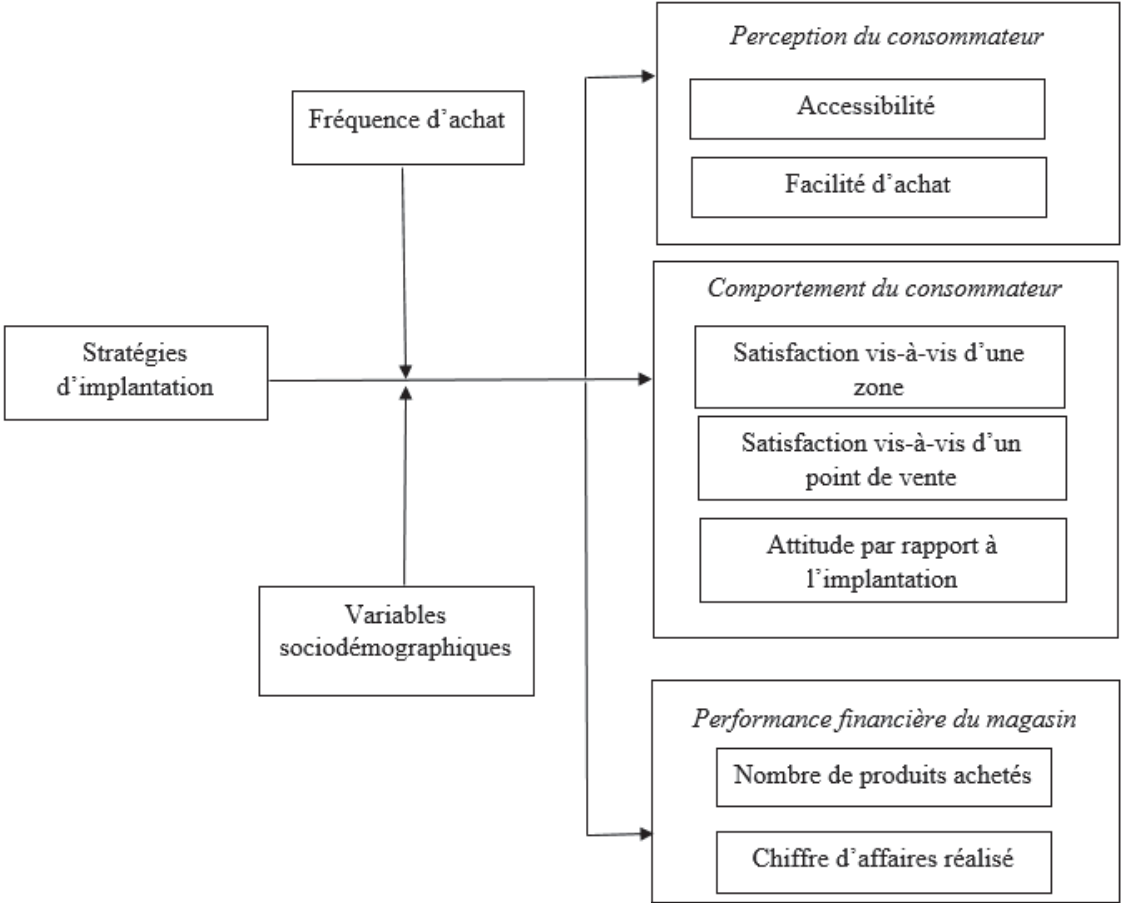 Perception du consommateur
Accessibilité
Facilité d’achat
Fréquence d’achat
Comportement du consommateur
Satisfaction vis-à-vis d’une
zone
Satisfaction vis-à-vis d’un
point de vente
Attitude par rapport à
l’implantation
Stratégies
d’implantation
Variables
sociodémographiques
Performance financière du magasin
Nombre de produits achetés
Chiffre d’affaires réalisé